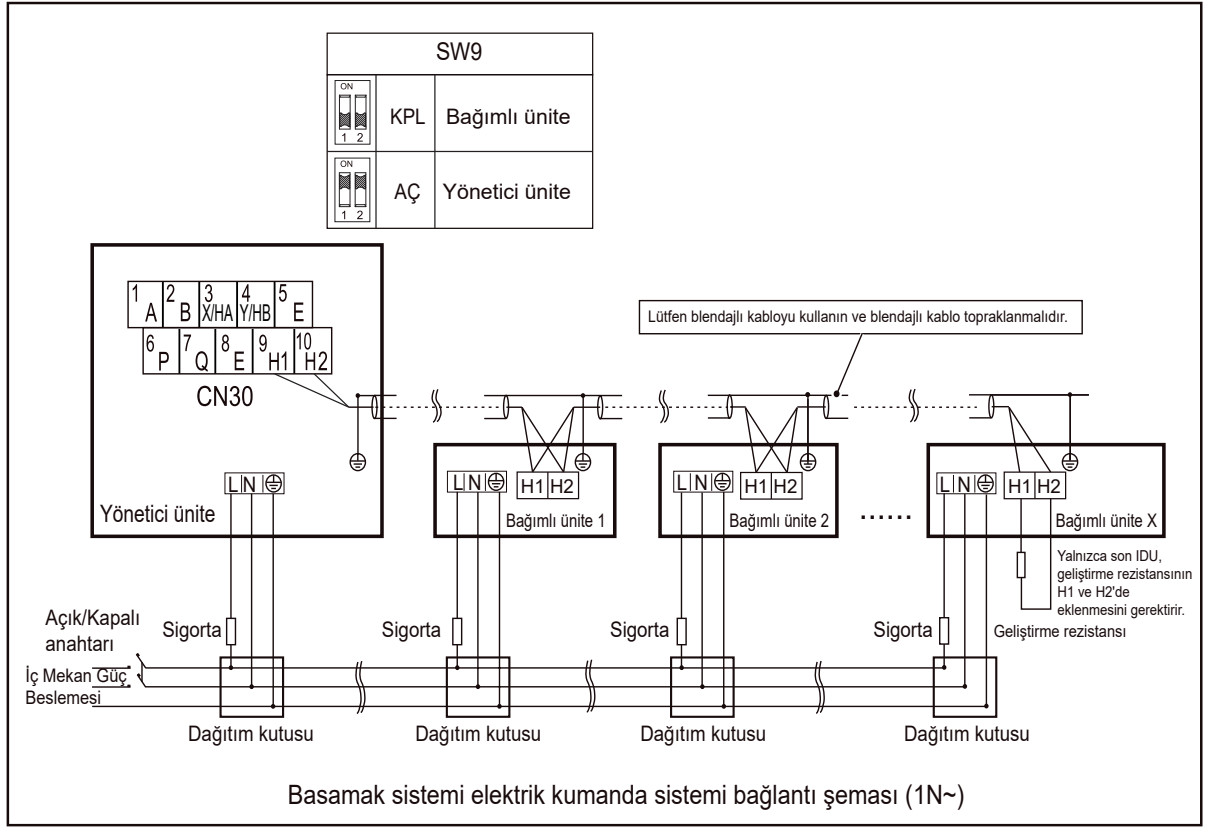 SW9
ON
1 2
KPL
Bağımlı ünite
ON
1 2
AÇ
Yönetici ünite
1 A 2 B 3 X/HA 4 Y/HB 5 E
6 P 7 Q 8 E 9 H1 10 H2
CN30
Lütfen blendajlı kabloyu kullanın ve blendajlı kablo topraklanmalıdır.
L N
Yönetici ünite
L N
H1 H2
Bağımlı ünite 1
L N
H1 H2
Bağımlı ünite 2
......
L N
H1 H2
Bağımlı ünite X
Yalnızca son IDU,
geliştirme rezistansının
H1 ve H2'de
eklenmesini gerektirir.
Geliştirme rezistansı
Açık/Kapalı
anahtarı
Sigorta
Sigorta
Sigorta
Sigorta
İç Mekan Güç
Beslemesi
Dağıtım kutusu
Dağıtım kutusu
Dağıtım kutusu
Dağıtım kutusu
Basamak sistemi elektrik kumanda sistemi bağlantı şeması (1N~)